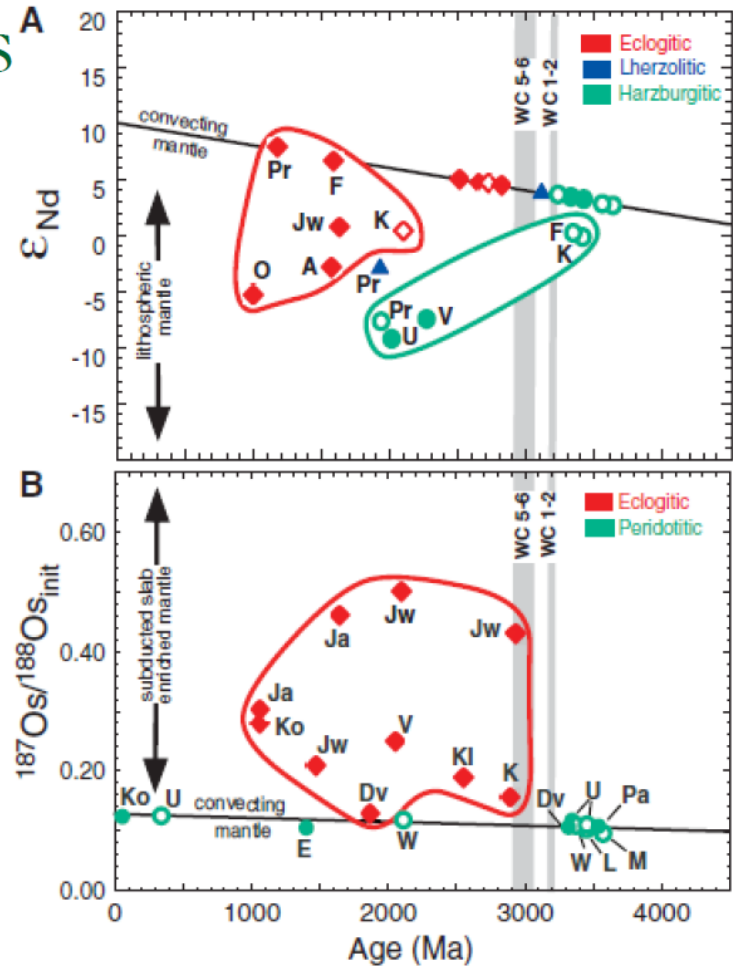 S
A
20
15
10
5
0
-5
-10
-15
εNd
convecting
mantle
lithospheric
mantle
WC 5-6
WC 1-2
Eclogitic
Lherzolitic
Harzburgitic
Pr
F
Jw
K
O
A
Pr
F
K
Pr
V
U
B
0.60
0.40
0.20
0.00
187Os/188Osinit
subducted slab
enriched mantle
WC 5-6
WC 1-2
Eclogitic
Peridotitic
Ja
Jw
Jw
Ja
Ko
Jw
V
Kl
K
Dv
Ko
U
convecting
mantle
E
W
Dv
U
Pa
W
L
M
0
1000
2000
3000
4000
Age (Ma)